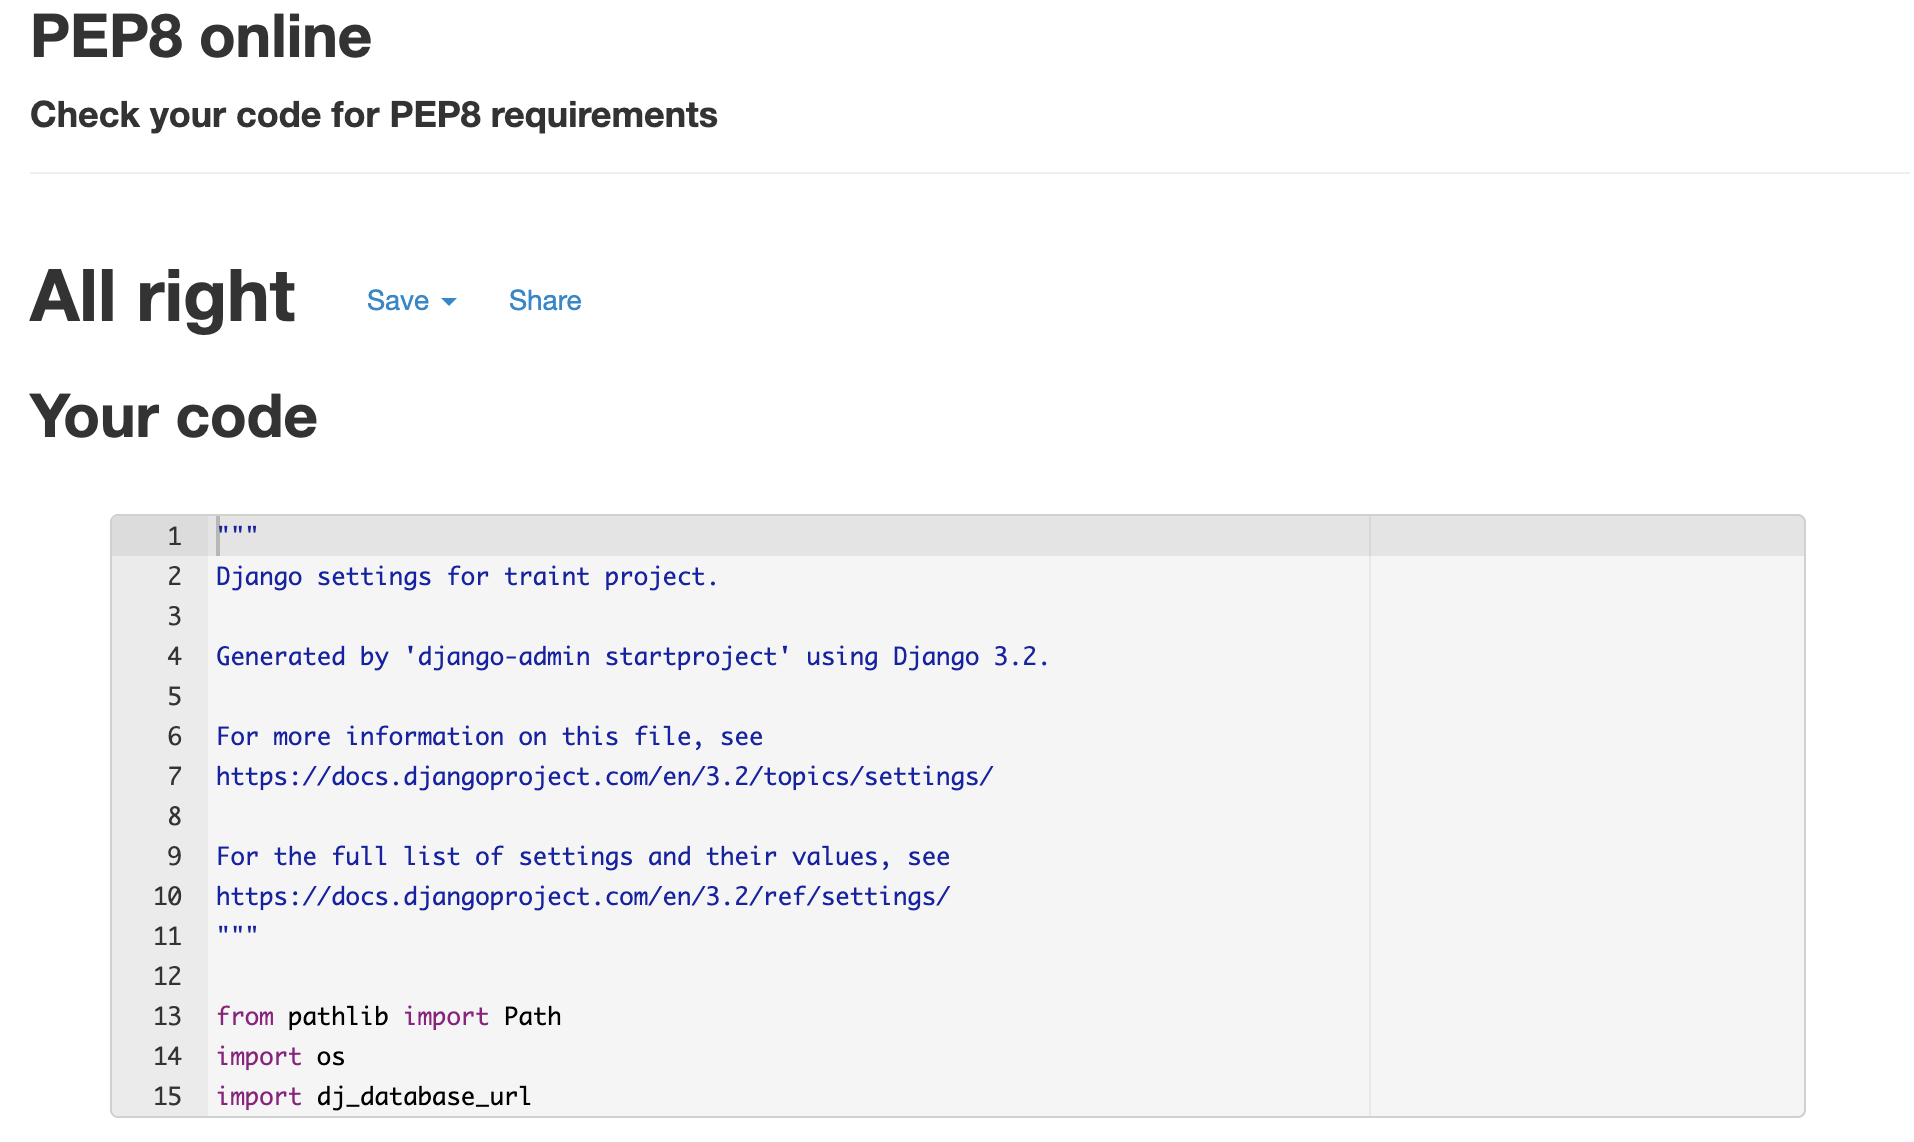 PEP8 online
Check your code for PEP8 requirements
All right Save Share
Your code
1 """
2 Django settings for traint project.
3
4 Generated by 'django-admin startproject' using Django 3.2.
5
6 For more information on this file, see
7 https://docs.djangoproject.com/en/3.2/topics/settings/
8
9 For the full list of settings and their values, see
10 https://docs.djangoproject.com/en/3.2/ref/settings/
11 """
12
13 from pathlib import Path
14 import os
15 import dj_database_url